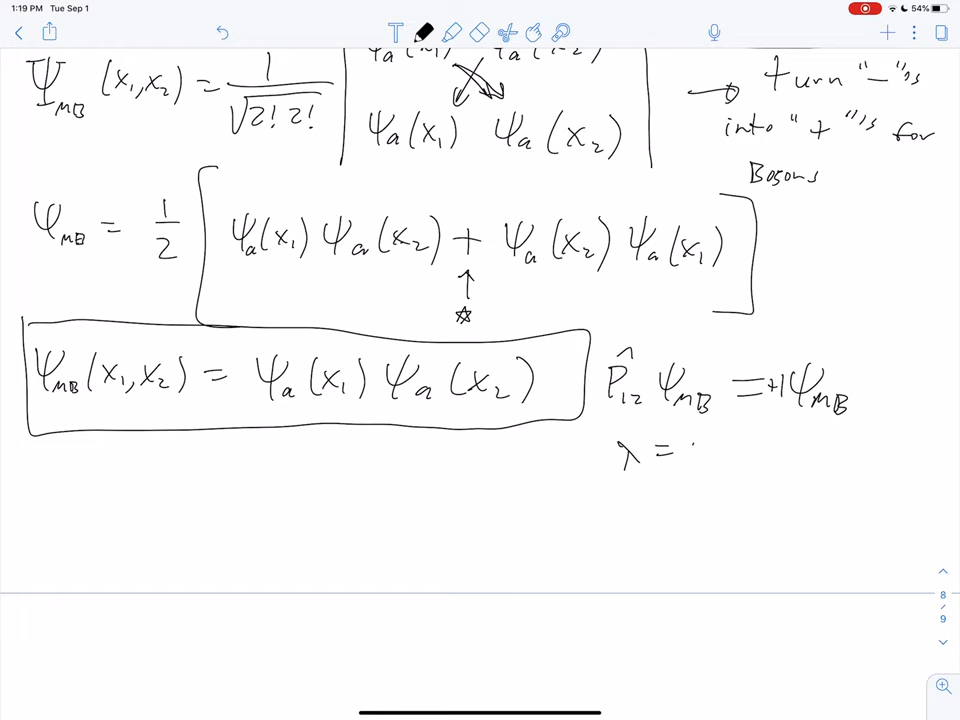 1:19 PM Tue Sep 1 54%
T
ψₐ(x₁) ψₐ(x₂)
Ψ_MB (x₁,x₂) = 1/√2! 2! | ψₐ(x₁) ψₐ(x₂) |
→ turn "−"'s
into "+"'s for
Bosons
ψ_MB = 1/2 [ ψₐ(x₁) ψₐ(x₂) + ψₐ(x₂) ψₐ(x₁) ]
↑
☆
ψ_MB(x₁,x₂) = ψₐ(x₁) ψₐ(x₂)
P̂₁₂ ψ_MB = +1 ψ_MB
λ =
8
/
9